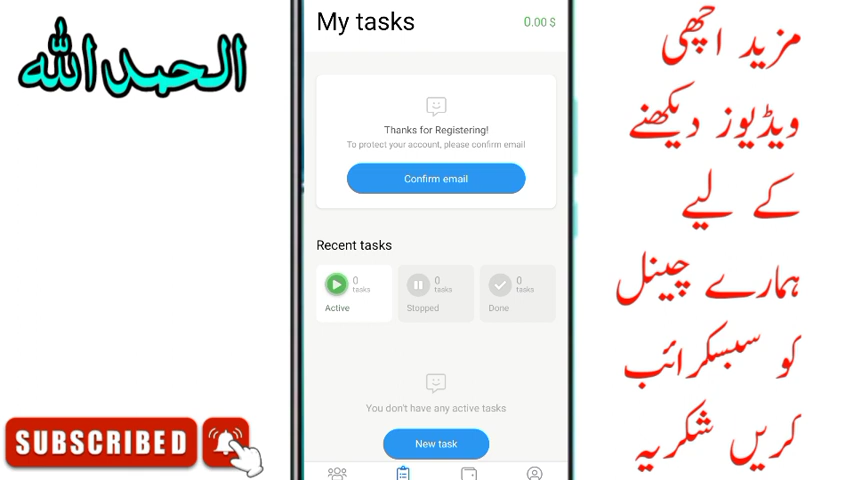 الحمداللہ
My tasks
0.00 $
Thanks for Registering!
To protect your account, please confirm email
Confirm email
Recent tasks
0 tasks
Active
0 tasks
Stopped
0 tasks
Done
You don't have any active tasks
New task
SUBSCRIBED
مزید اچھی
ویڈیوز دیکھنے
کے لیے
ہمارے چینل
کو سبسکرائب
کریں شکریہ